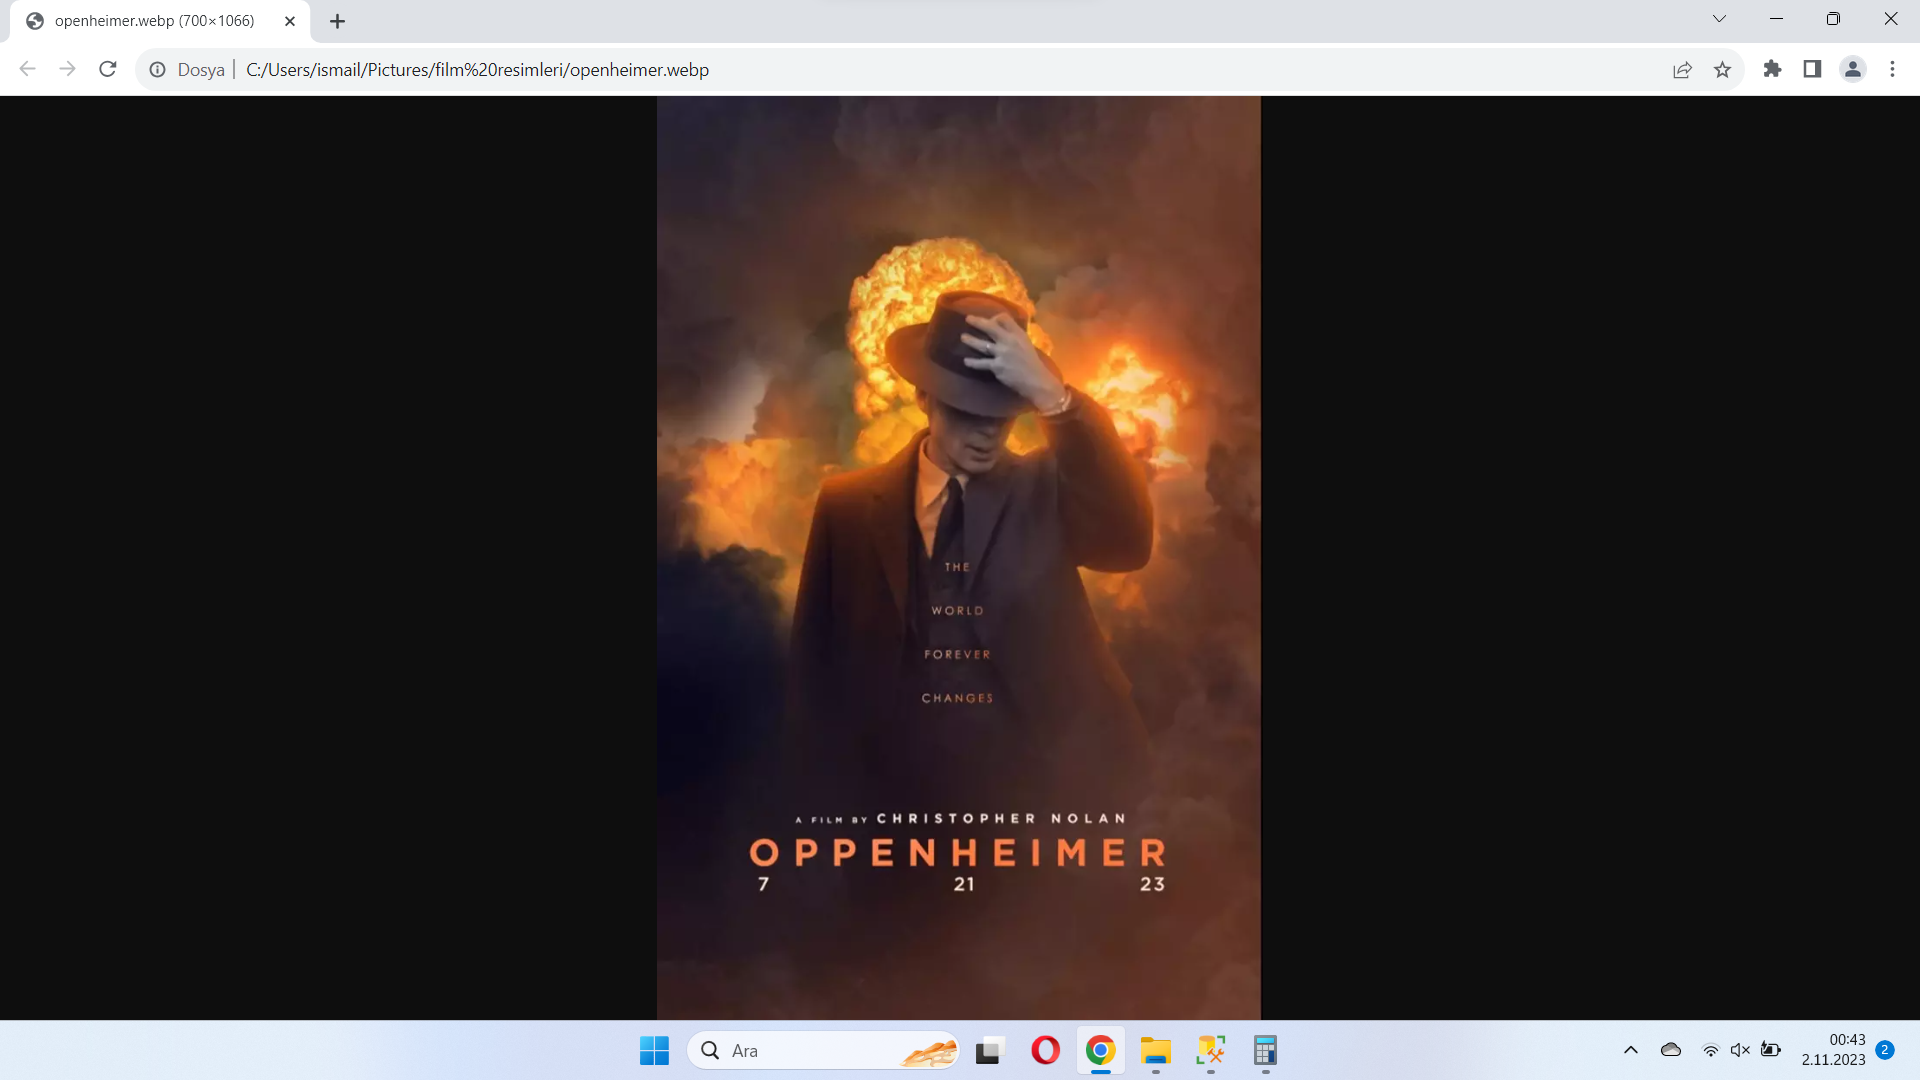 openheimer.webp (700×1066)
Dosya
C:/Users/ismail/Pictures/film%20resimleri/openheimer.webp
THE
WORLD
FOREVER
CHANGES
A FILM BY CHRISTOPHER NOLAN
OPPENHEIMER
7 21 23
Ara
00:43
2.11.2023
2